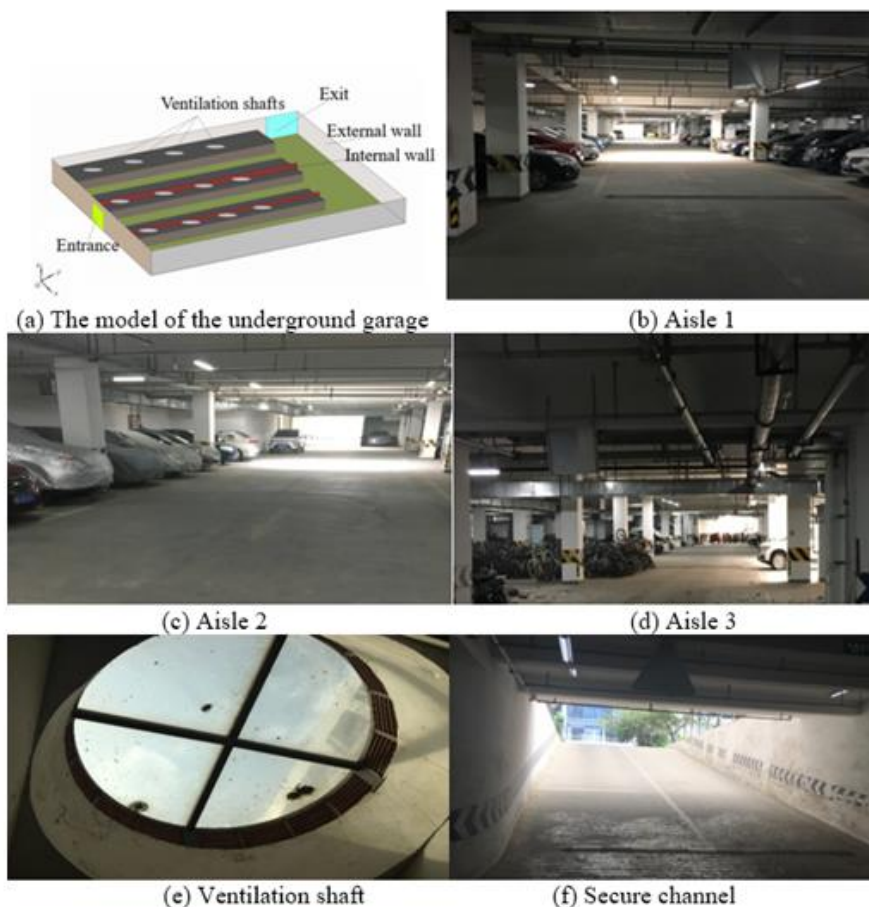 Ventilation shafts
Exit
External wall
Internal wall
Entrance
(a) The model of the underground garage
(b) Aisle 1
(c) Aisle 2
(d) Aisle 3
(e) Ventilation shaft
(f) Secure channel